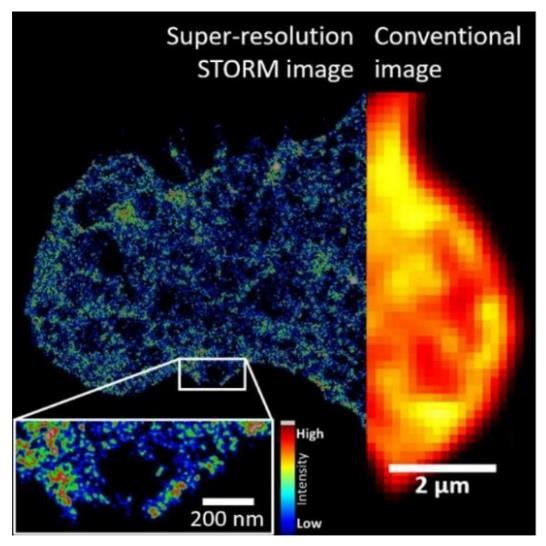 Super-resolution
STORM image
Conventional
image
High
Intensity
Low
200 nm
2 µm